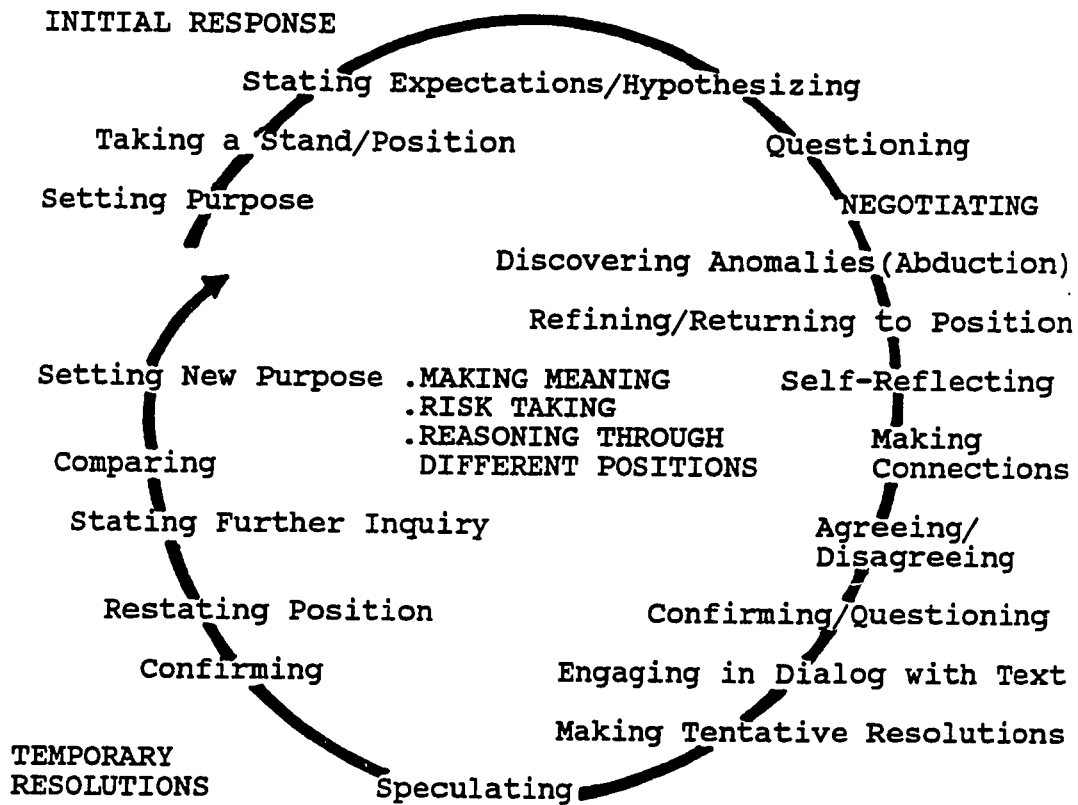 INITIAL RESPONSE
Stating Expectations/Hypothesizing
Taking a Stand/Position
Questioning
Setting Purpose
NEGOTIATING
Discovering Anomalies (Abduction)
Refining/Returning to Position
Setting New Purpose
.MAKING MEANING
.RISK TAKING
.REASONING THROUGH
DIFFERENT POSITIONS
Self-Reflecting
Making
Connections
Comparing
Stating Further Inquiry
Agreeing/
Disagreeing
Restating Position
Confirming/Questioning
Confirming
Engaging in Dialog with Text
Making Tentative Resolutions
TEMPORARY
RESOLUTIONS
Speculating